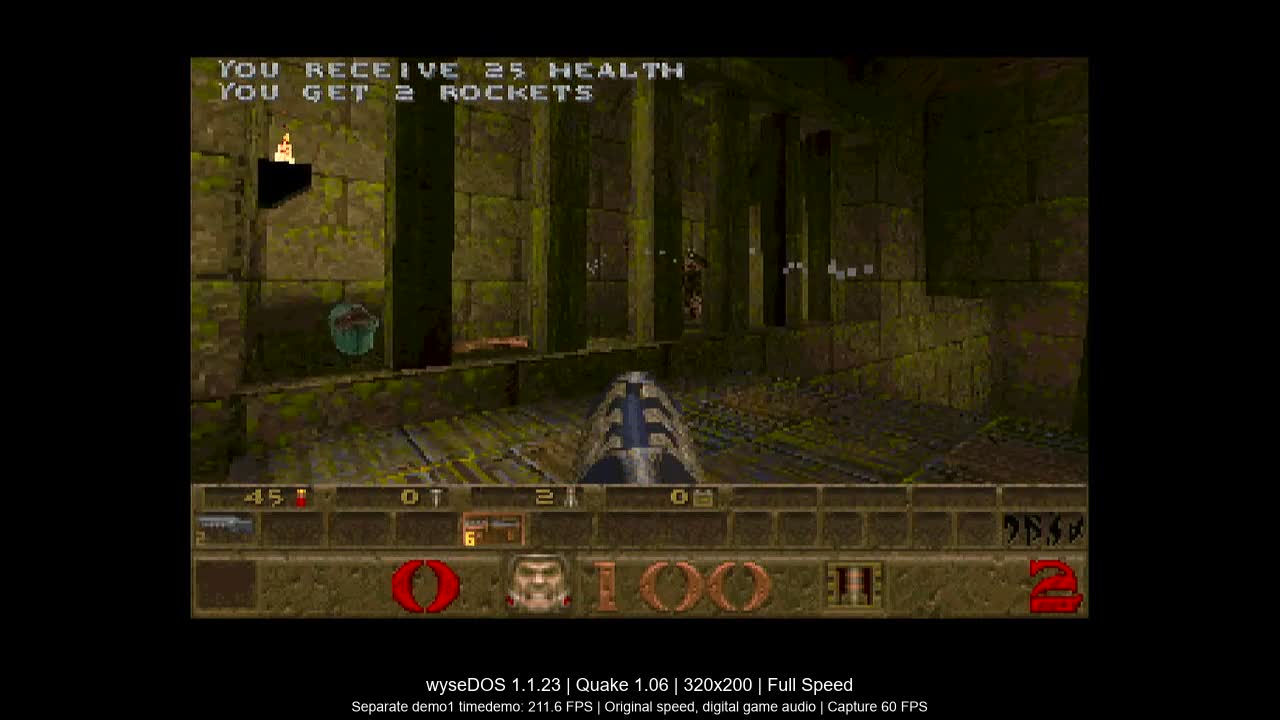 YOU RECEIVE 25 HEALTH
YOU GET 2 ROCKETS
45 0 2 0
6
0 100 2
wyseDOS 1.1.23 | Quake 1.06 | 320x200 | Full Speed
Separate demo1 timedemo: 211.6 FPS | Original speed, digital game audio | Capture 60 FPS